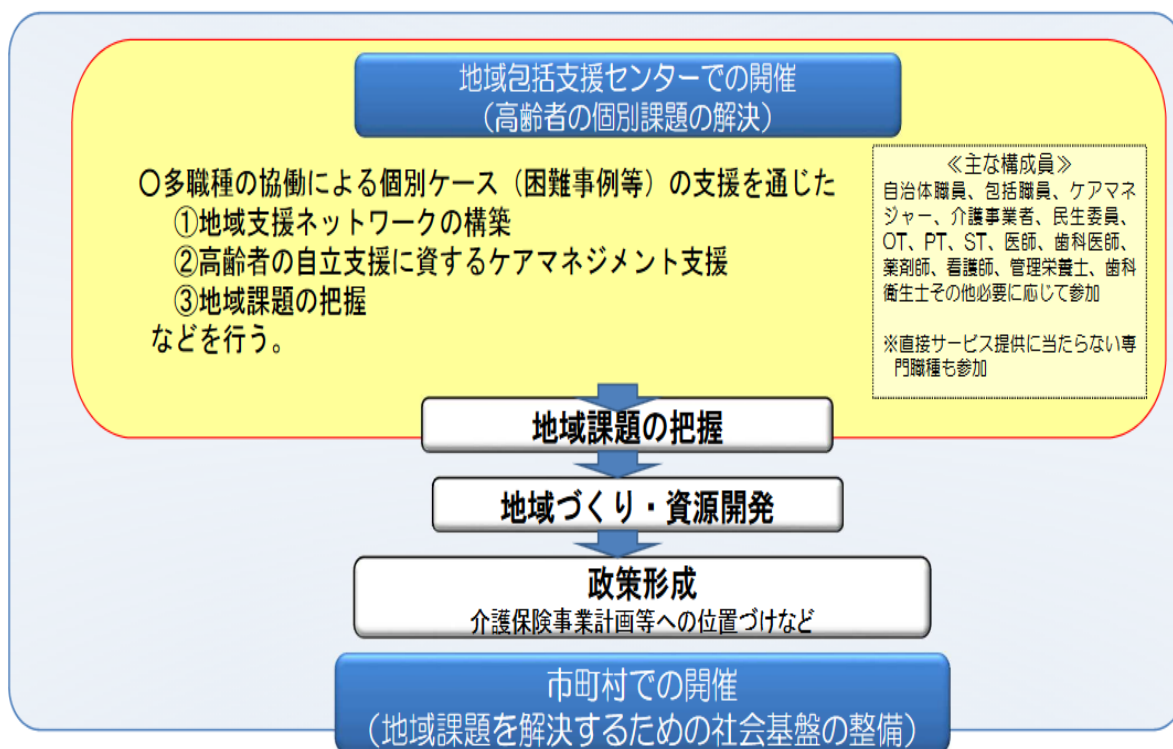 地域包括支援センターでの開催
(高齢者の個別課題の解決)
〇多職種の協働による個別ケース(困難事例等)の支援を通じた
①地域支援ネットワークの構築
②高齢者の自立支援に資するケアマネジメント支援
③地域課題の把握
などを行う。
≪主な構成員≫
自治体職員、包括職員、ケアマネ
ジャー、介護事業者、民生委員、
OT、PT、ST、医師、歯科医師、
薬剤師、看護師、管理栄養士、歯科
衛生士その他必要に応じて参加
※直接サービス提供に当たらない専
門職種も参加
地域課題の把握
地域づくり・資源開発
政策形成
介護保険事業計画等への位置づけなど
市町村での開催
(地域課題を解決するための社会基盤の整備)